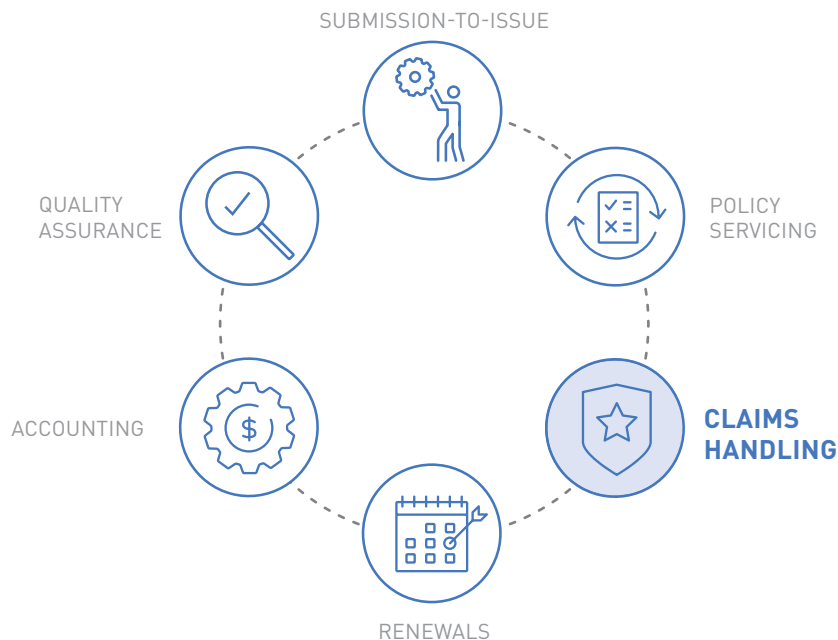 SUBMISSION-TO-ISSUE
QUALITY
ASSURANCE
POLICY
SERVICING
ACCOUNTING
$
CLAIMS
HANDLING
RENEWALS